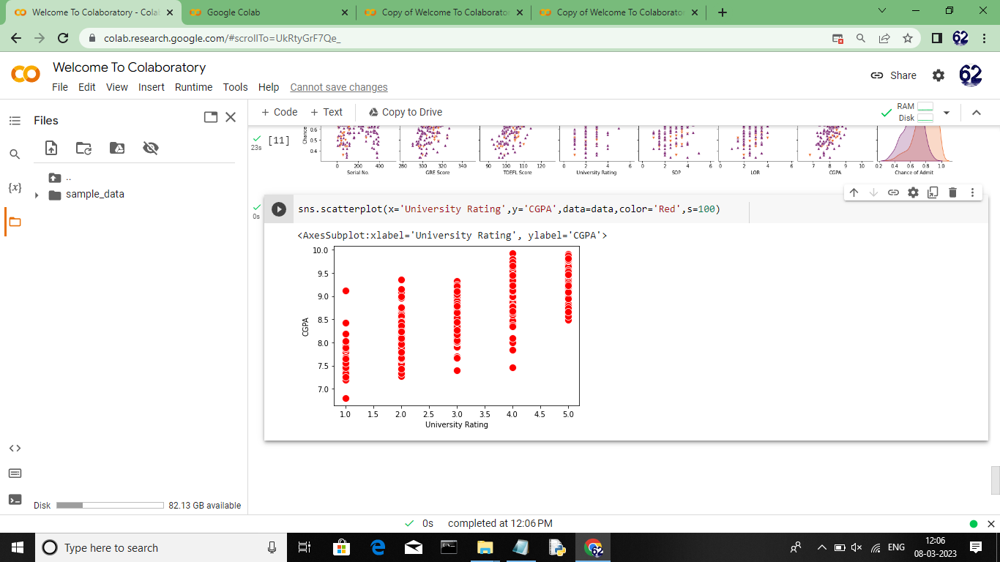 Welcome To Colaboratory - Cola
Google Colab
Copy of Welcome To Colaborato
Copy of Welcome To Colaborato
colab.research.google.com/#scrollTo=UkRtyGrF7Qe_
62
Welcome To Colaboratory
File Edit View Insert Runtime Tools Help Cannot save changes
Share
62
Files
+ Code + Text Copy to Drive
RAM
Disk
..
sample_data
{x}
[11]
23s
Chance
0.6
0.5
0.4
0 200 400
280 300 320 340
90 100 110 120
0 2 4 6
0 2 4 6
0 2 4 6
7 8 9 10
0.2 0.4 0.6 0.8 1.0
Serial No. GRE Score TOEFL Score University Rating SOP LOR CGPA Chance of Admit
0s
sns.scatterplot(x='University Rating',y='CGPA',data=data,color='Red',s=100)
<AxesSubplot:xlabel='University Rating', ylabel='CGPA'>
10.0
9.5
9.0
8.5
8.0
7.5
7.0
CGPA
1.0 1.5 2.0 2.5 3.0 3.5 4.0 4.5 5.0
University Rating
Disk 82.13 GB available
0s completed at 12:06 PM
Type here to search
62
ENG
12:06
08-03-2023